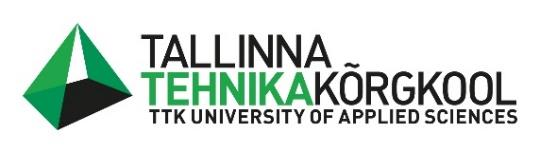 TALLINNA
TEHNIKAKÕRGKOOL
TTK UNIVERSITY OF APPLIED SCIENCES